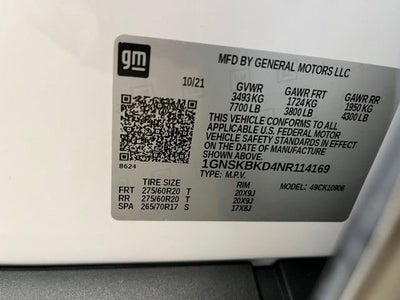 gm
MFD BY GENERAL MOTORS LLC
10/21 GVWR GAWR FRT GAWR RR
3493 KG 1724 KG 1950 KG
7700 LB 3800 LB 4300 LB
THIS VEHICLE CONFORMS TO ALL
APPLICABLE U.S. FEDERAL MOTOR
VEHICLE SAFETY STANDARDS IN EFFECT
ON THE DATE OF MANUFACTURE
SHOWN ABOVE.
1GNSKBKD4NR114169
B624
TYPE: M.P.V. MODEL: 49CK10906
TIRE SIZE RIM
FRT 275/60R20 T 20X9J
RR 275/60R20 T 20X9J
SPA 265/70R17 S 17X8J